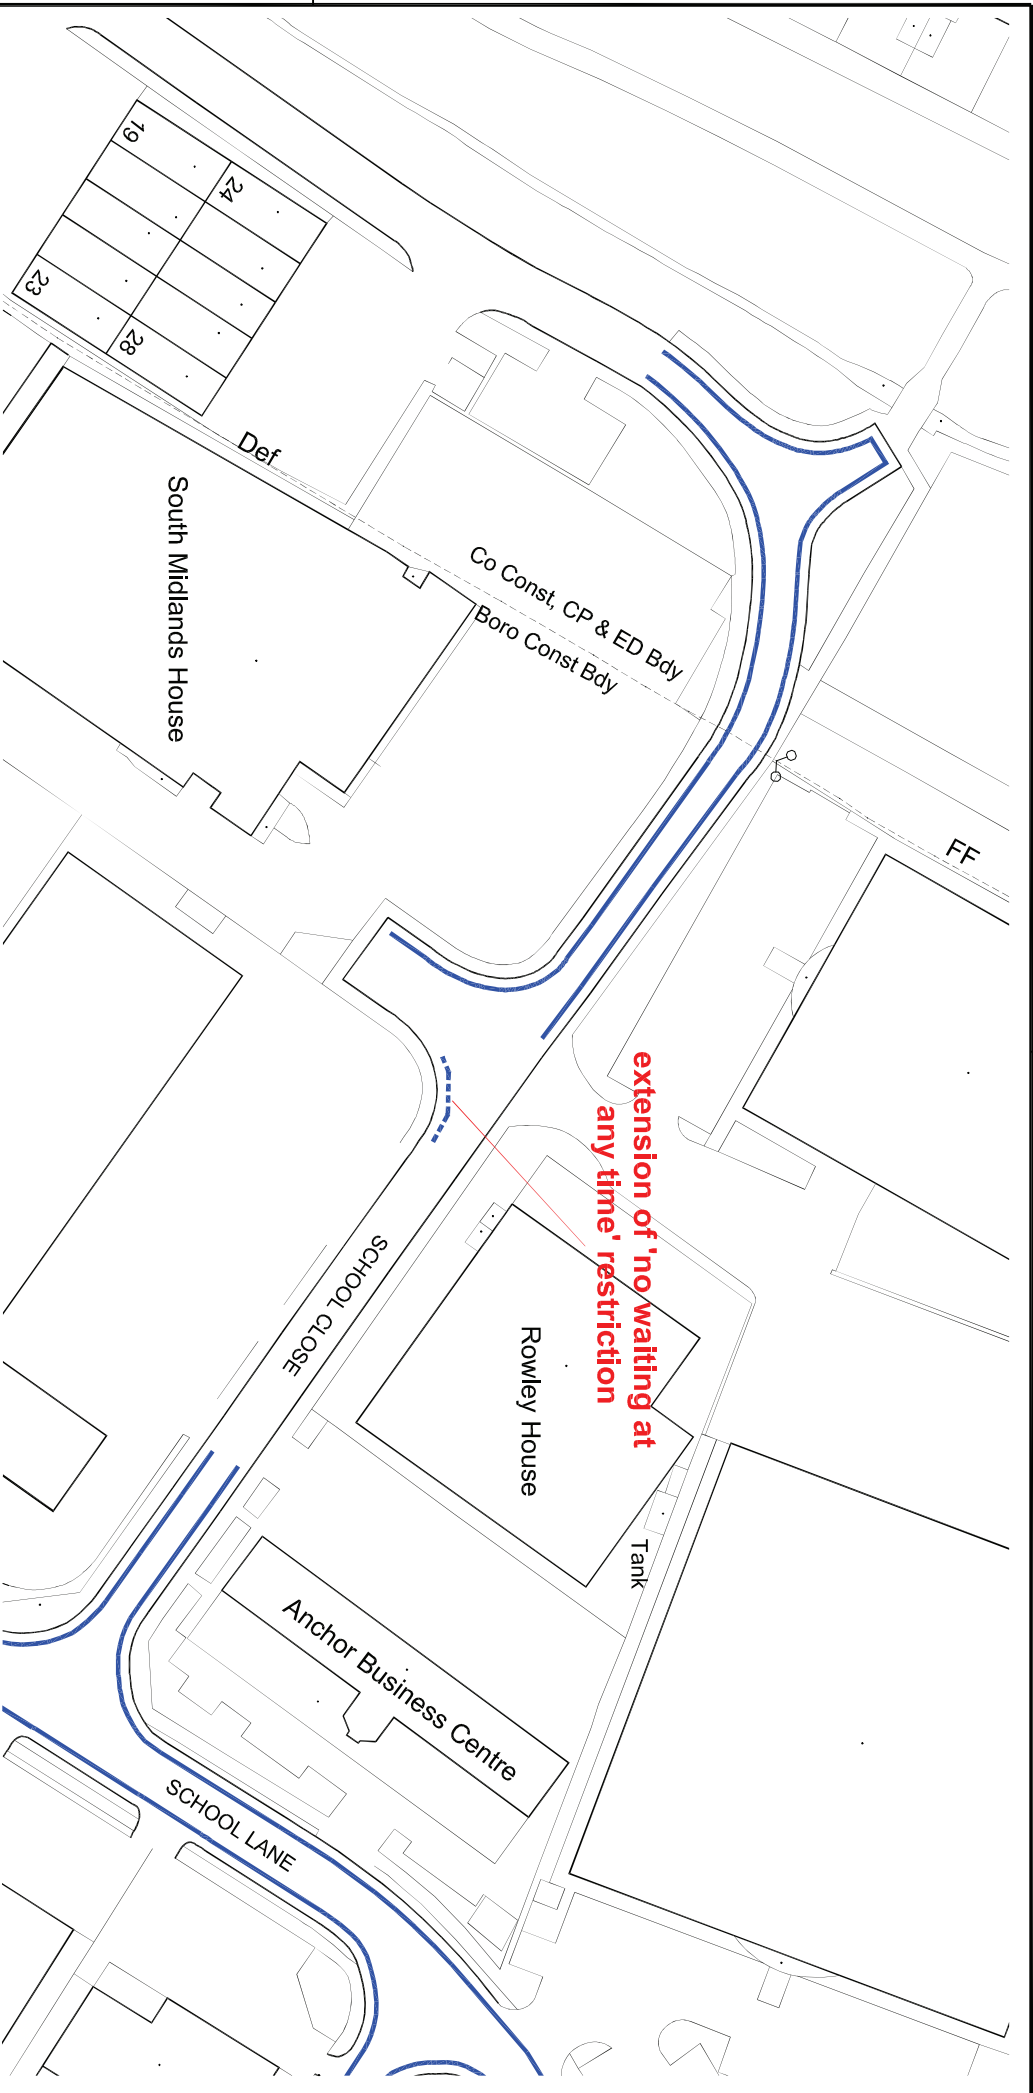 19
24
23
28
Def
South Midlands House
Co Const, CP & ED Bdy
Boro Const Bdy
FF
extension of 'no waiting at
any time' restriction
SCHOOL CLOSE
Rowley House
Tank
Anchor Business Centre
SCHOOL LANE